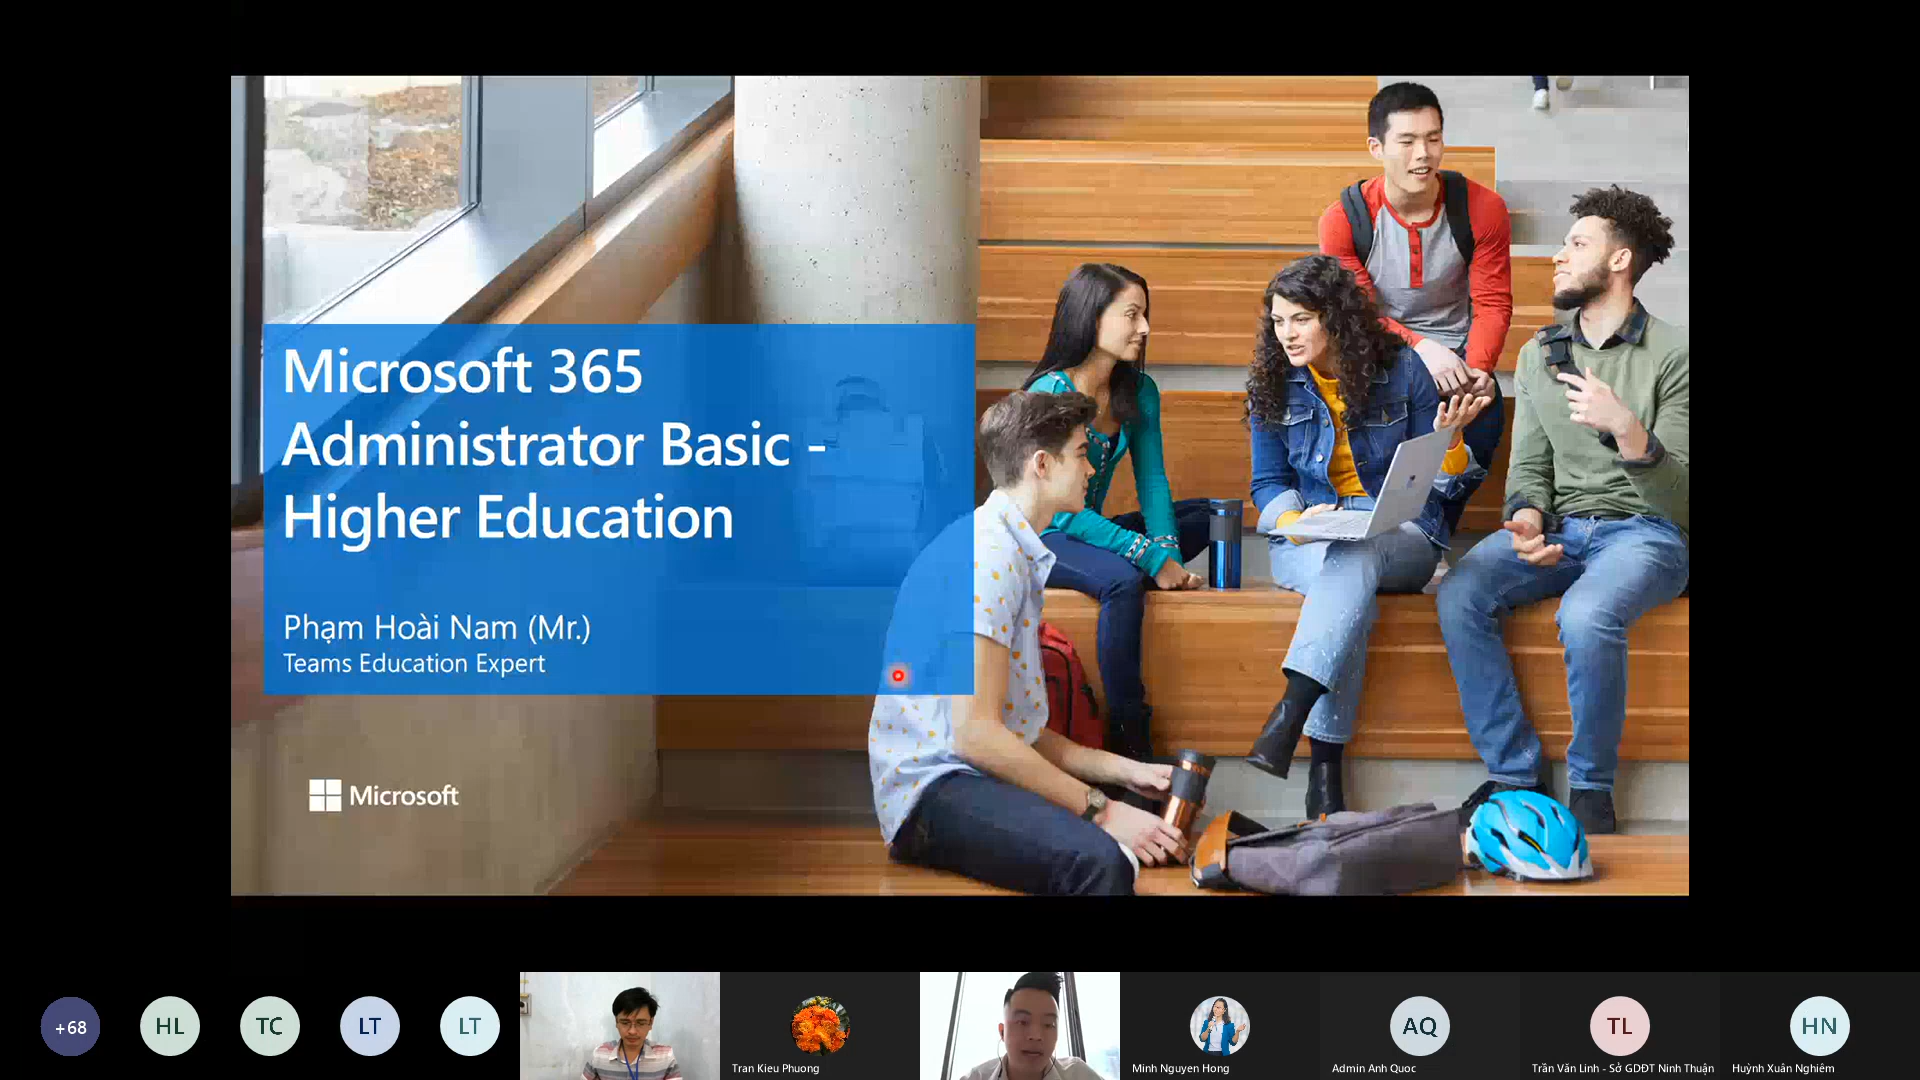 Microsoft 365
Administrator Basic -
Higher Education
Phạm Hoài Nam (Mr.)
Teams Education Expert
Microsoft
+68
HL
TC
LT
LT
Tran Kieu Phuong
Minh Nguyen Hong
AQ
Admin Anh Quoc
TL
Trần Văn Linh - Sở GDĐT Ninh Thuận
HN
Huỳnh Xuân Nghiêm